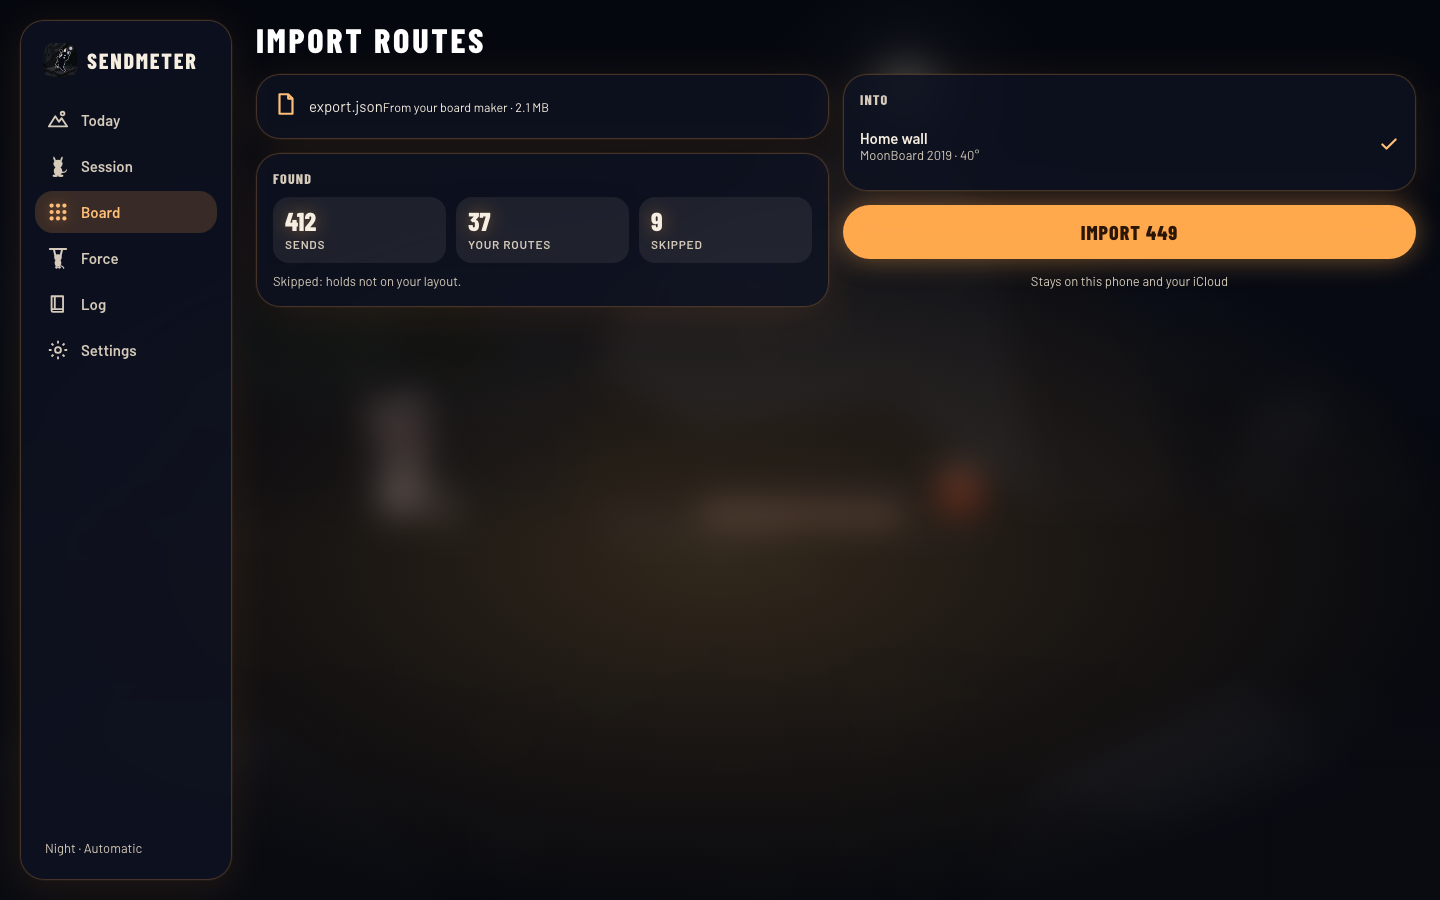 SENDMETER
Today
Session
Board
Force
Log
Settings
Night · Automatic
IMPORT ROUTES
export.jsonFrom your board maker · 2.1 MB
FOUND
412
SENDS
37
YOUR ROUTES
9
SKIPPED
Skipped: holds not on your layout.
INTO
Home wall
MoonBoard 2019 · 40°
IMPORT 449
Stays on this phone and your iCloud